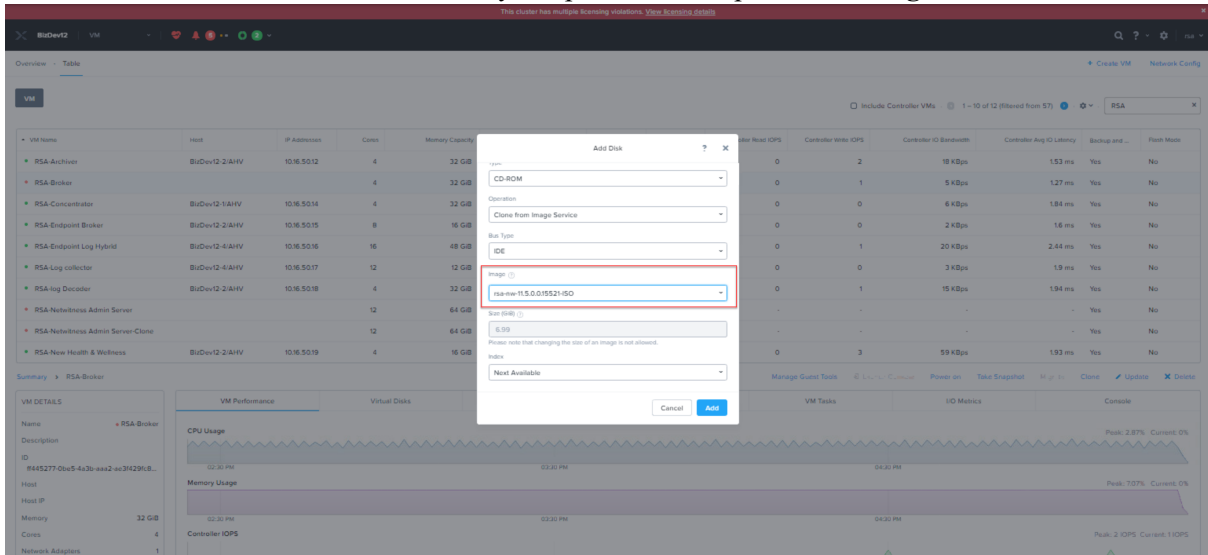 This cluster has multiple licensing violations. View licensing details
BizDev12 VM
Overview · Table + Create VM Network Config
VM Include Controller VMs 1 – 10 of 12 (filtered from 57) RSA
VM Name Host IP Addresses Cores Memory Capacity Read IOPS Controller Write IOPS Controller IO Bandwidth Controller Avg IO Latency Backup and ... Flash Mode
RSA-Archiver BizDev12-2/AHV 10.16.50.12 4 32 GiB 0 2 18 KBps 1.53 ms Yes No
RSA-Broker 4 32 GiB 0 1 5 KBps 1.27 ms Yes No
RSA-Concentrator BizDev12-1/AHV 10.16.50.14 4 32 GiB 0 0 6 KBps 1.84 ms Yes No
RSA-Endpoint Broker BizDev12-2/AHV 10.16.50.15 8 16 GiB 0 0 2 KBps 1.6 ms Yes No
RSA-Endpoint Log Hybrid BizDev12-4/AHV 10.16.50.16 16 48 GiB 0 1 20 KBps 2.44 ms Yes No
RSA-Log collector BizDev12-4/AHV 10.16.50.17 12 12 GiB 0 0 3 KBps 1.9 ms Yes No
RSA-log Decoder BizDev12-2/AHV 10.16.50.18 4 32 GiB 0 1 15 KBps 1.94 ms Yes No
RSA-Netwitness Admin Server 12 64 GiB - - - - Yes No
RSA-Netwitness Admin Server-Clone 12 64 GiB - - - - Yes No
RSA-New Health & Wellness BizDev12-2/AHV 10.16.50.19 4 16 GiB 0 3 59 KBps 1.93 ms Yes No
Add Disk ? ×
CD-ROM
Operation
Clone from Image Service
Bus Type
IDE
Image
rsa-nw-11.5.0.0.15521-ISO
Size (GiB)
6.99
Please note that changing the size of an image is not allowed.
Index
Next Available
Cancel Add
Summary > RSA-Broker Manage Guest Tools Power on Take Snapshot Clone Update Delete
VM DETAILS VM Performance Virtual Disks VM Tasks I/O Metrics Console
Name RSA-Broker
Description
ID
Host
Host IP
Memory 32 GiB
Cores 4
Network Adapters 1
CPU Usage Peak: 2.87% Current: 0%
02:30 PM 03:30 PM 04:30 PM
Memory Usage Peak: 7.07% Current: 0%
02:30 PM 03:30 PM 04:30 PM
Controller IOPS Peak: 2 IOPS Current: 1 IOPS